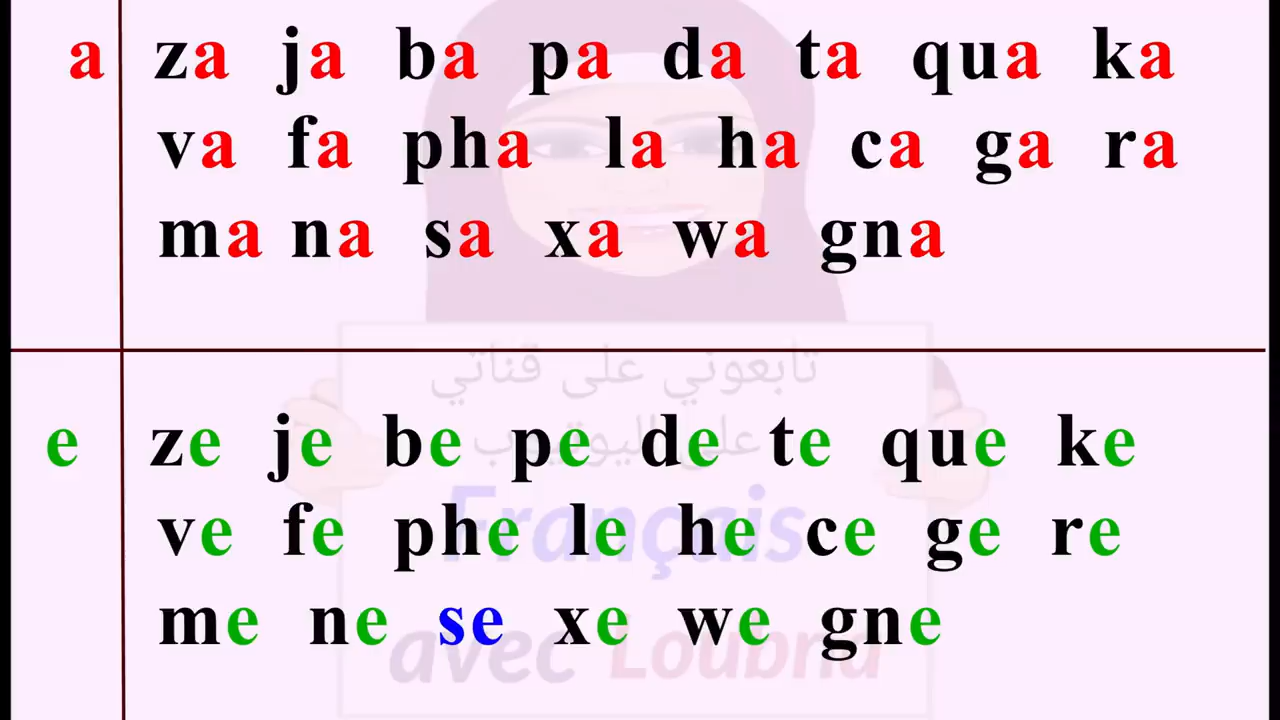 a za ja ba pa da ta qua ka
va fa pha la ha ca ga ra
ma na sa xa wa gna
تابعوني على قناتي
على اليوتيوب
e ze je be pe de te que ke
ve fe phe le he ce ge re
Français
me ne se xe we gne
avec Loubna